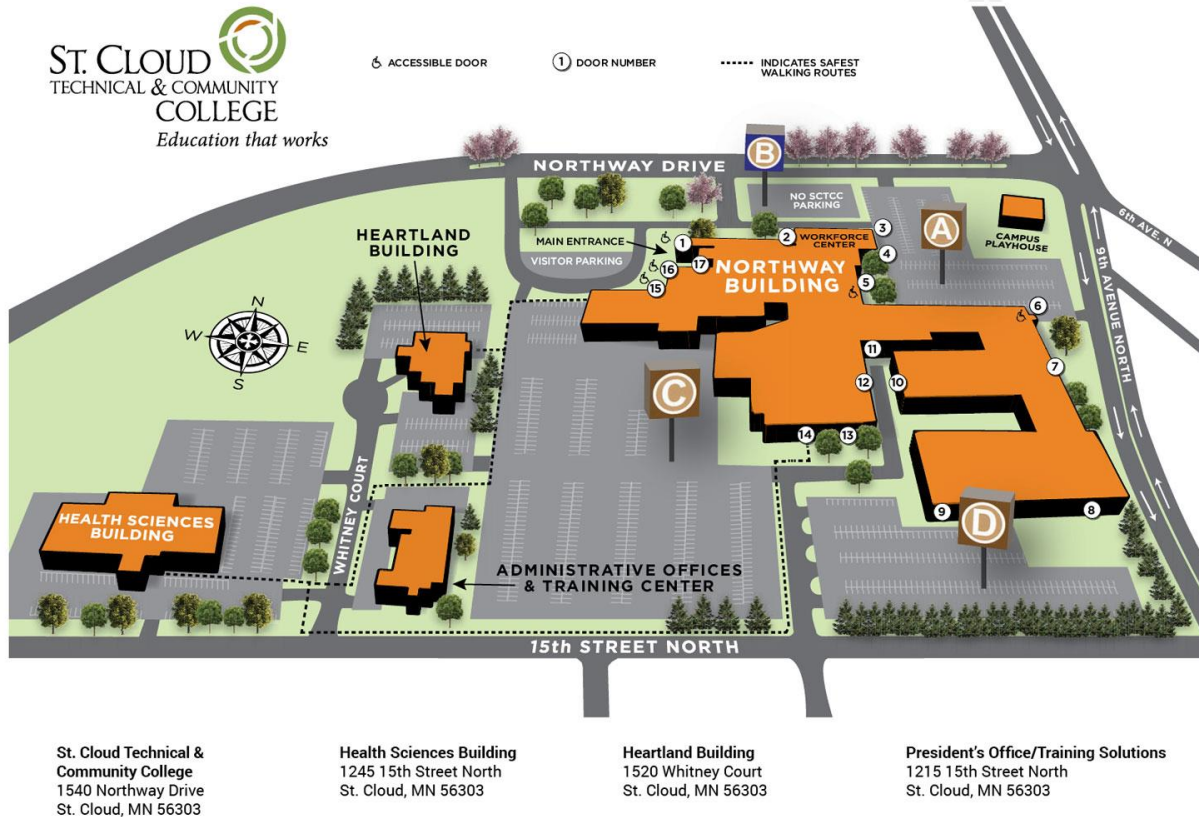 ST. CLOUD
TECHNICAL & COMMUNITY
COLLEGE
Education that works
ACCESSIBLE DOOR
1 DOOR NUMBER
INDICATES SAFEST
WALKING ROUTES
B
NORTHWAY DRIVE
NO SCTCC
PARKING
6th AVE. N
HEARTLAND
BUILDING
MAIN ENTRANCE
VISITOR PARKING
1
2
WORKFORCE
CENTER
3
A
CAMPUS
PLAYHOUSE
4
16
17
NORTHWAY
BUILDING
15
5
9th AVENUE NORTH
6
N
W
E
S
11
7
C
12
10
14
13
WHITNEY COURT
HEALTH SCIENCES
BUILDING
9
D
8
ADMINISTRATIVE OFFICES
& TRAINING CENTER
15th STREET NORTH
St. Cloud Technical &
Community College
1540 Northway Drive
St. Cloud, MN 56303
Health Sciences Building
1245 15th Street North
St. Cloud, MN 56303
Heartland Building
1520 Whitney Court
St. Cloud, MN 56303
President's Office/Training Solutions
1215 15th Street North
St. Cloud, MN 56303